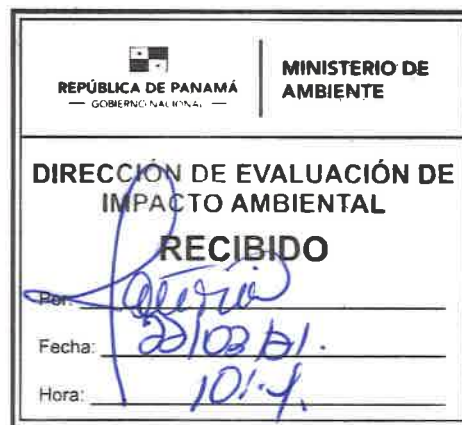 REPÚBLICA DE PANAMÁ
— GOBIERNO NACIONAL —
MINISTERIO DE
AMBIENTE
DIRECCIÓN DE EVALUACIÓN DE
IMPACTO AMBIENTAL
RECIBIDO
Por:
Fecha:
Hora: